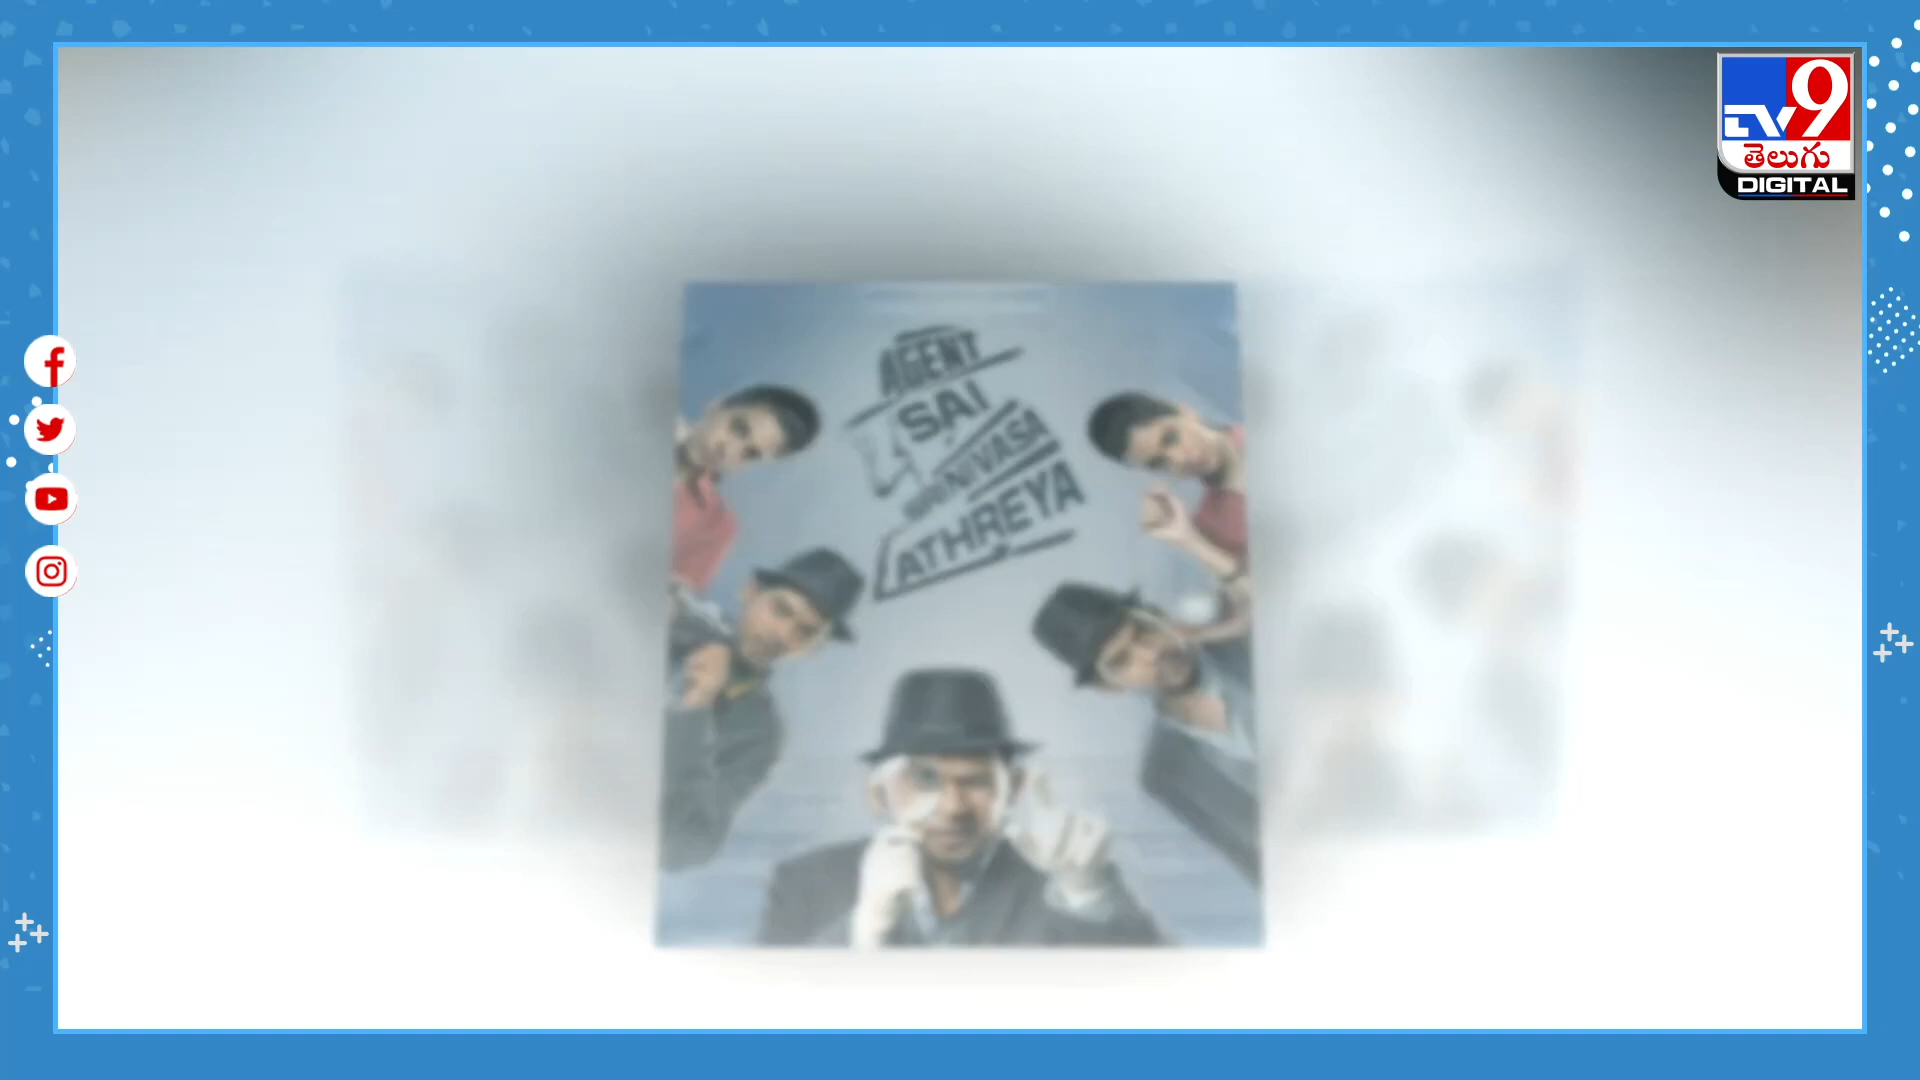 TV9
తెలుగు
DIGITAL
AGENT
SAI
SRINIVASA
ATHREYA